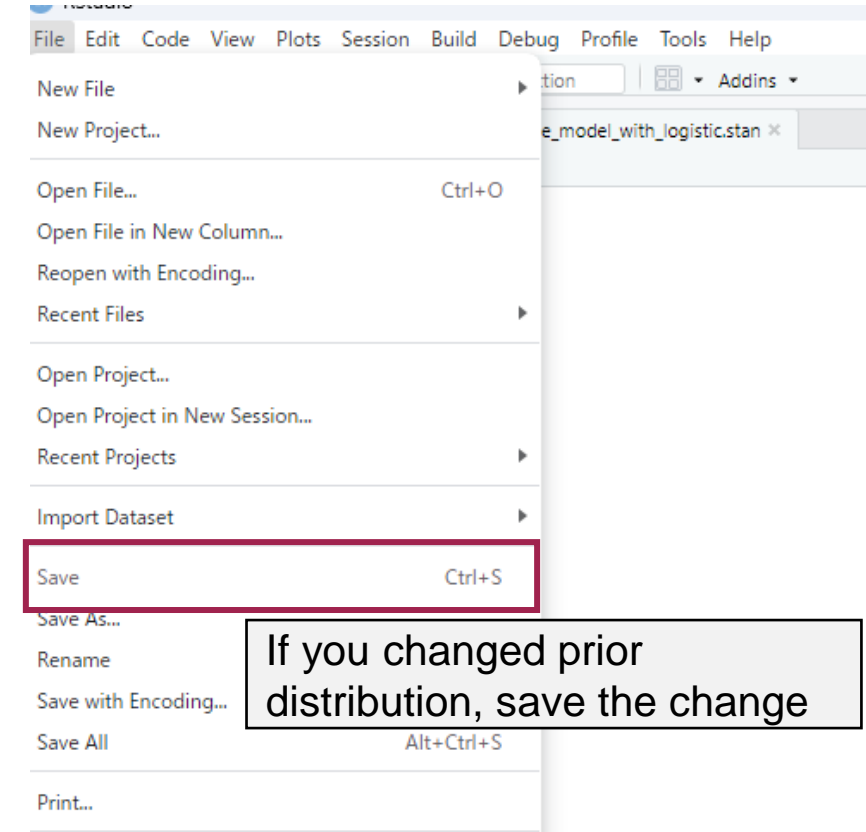 File Edit Code View Plots Session Build Debug Profile Tools Help
Addins
New File
New Project...
e_model_with_logistic.stan ×
Open File... Ctrl+O
Open File in New Column...
Reopen with Encoding...
Recent Files
Open Project...
Open Project in New Session...
Recent Projects
Import Dataset
Save Ctrl+S
Save As...
Rename
If you changed prior
distribution, save the change
Save with Encoding...
Save All Alt+Ctrl+S
Print...